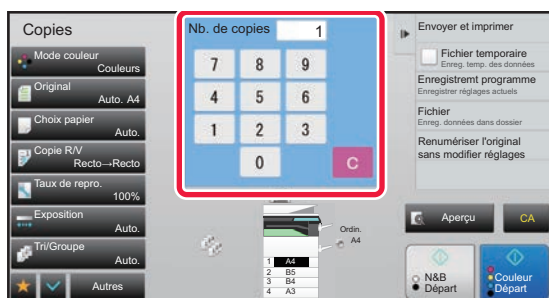 Copies
Mode couleur
Couleurs
Original
Auto. A4
Choix papier
Auto.
Copie R/V
Recto→Recto
Taux de repro.
100%
Exposition
Auto.
Tri/Groupe
Auto.
Autres
Nb. de copies 1
7 8 9
4 5 6
1 2 3
0 C
Ordin.
A4
1 A4
2 B5
3 B4
4 A3
Envoyer et imprimer
Fichier temporaire
Enreg. temp. des données
Enregistremt programme
Enregistrer réglages actuels
Fichier
Enreg. données dans dossier
Renumériser l'original
sans modifier réglages
Aperçu
CA
N&B
Départ
Couleur
Départ